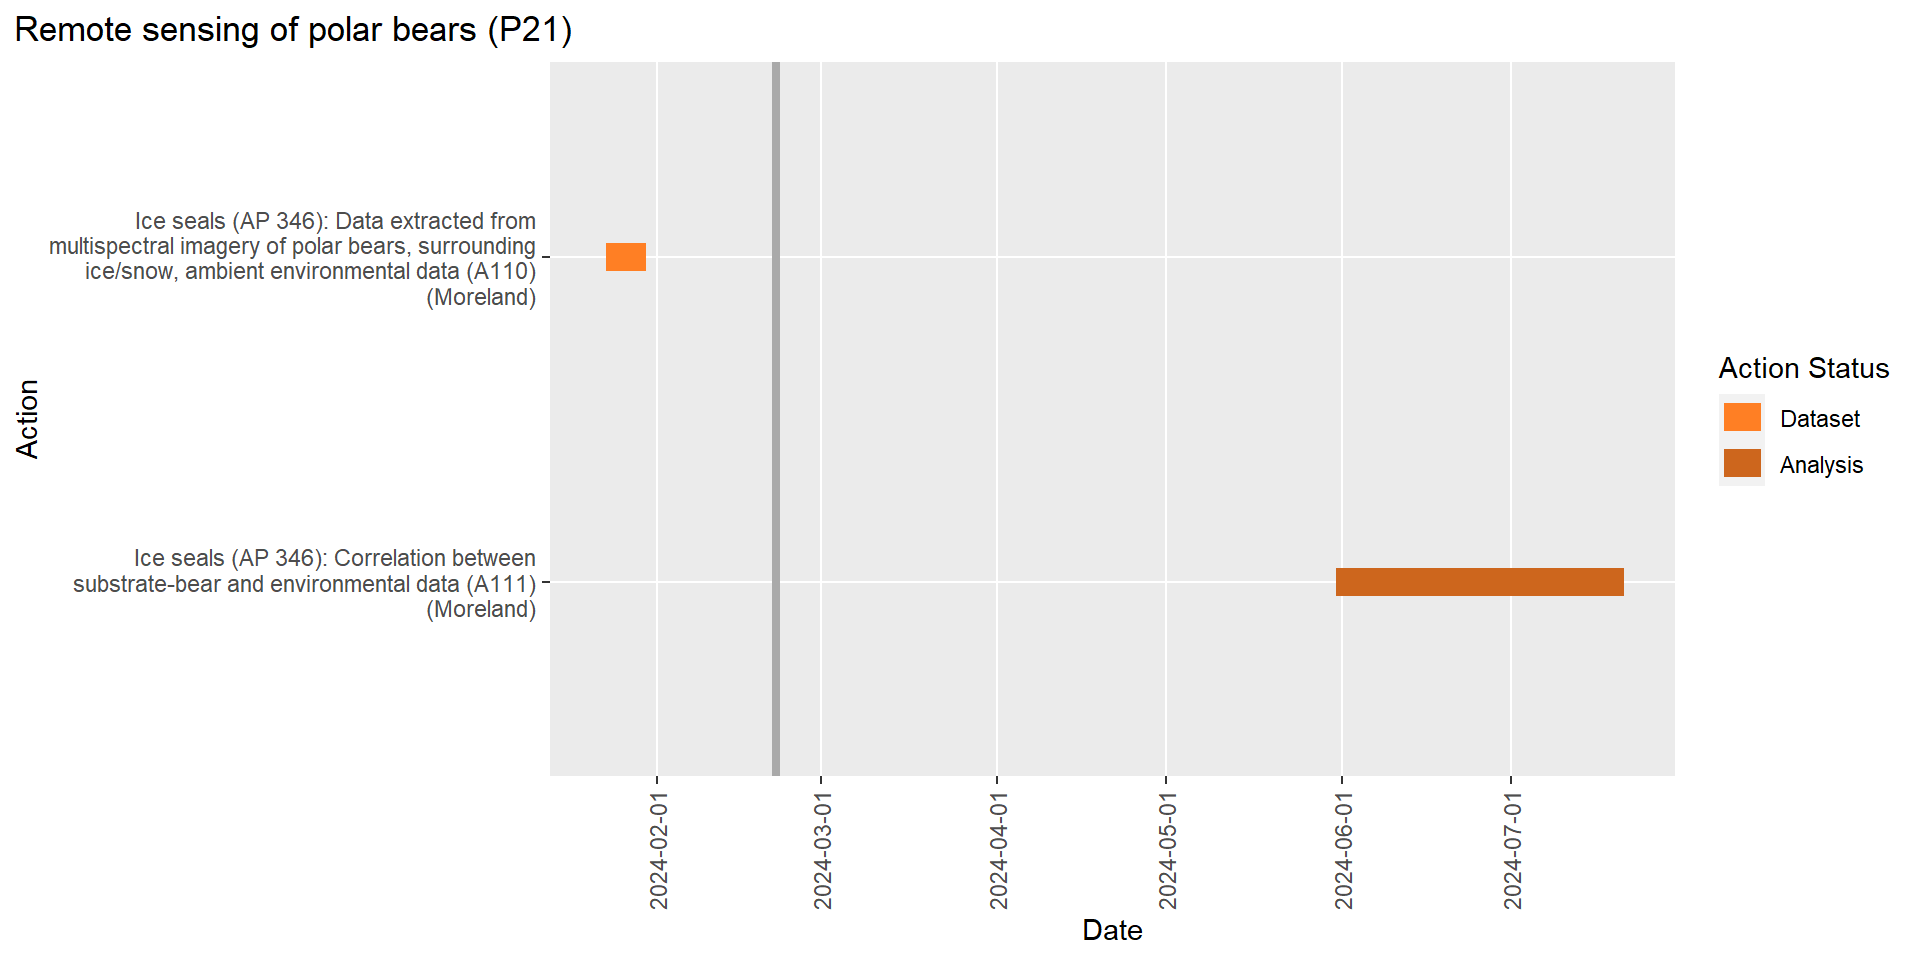 Remote sensing of polar bears (P21)
Ice seals (AP 346): Data extracted from
multispectral imagery of polar bears, surrounding
ice/snow, ambient environmental data (A110)
(Moreland)
Action
Ice seals (AP 346): Correlation between
substrate-bear and environmental data (A111)
(Moreland)
2024-02-01
2024-03-01
2024-04-01
2024-05-01
2024-06-01
2024-07-01
Date
Action Status
Dataset
Analysis